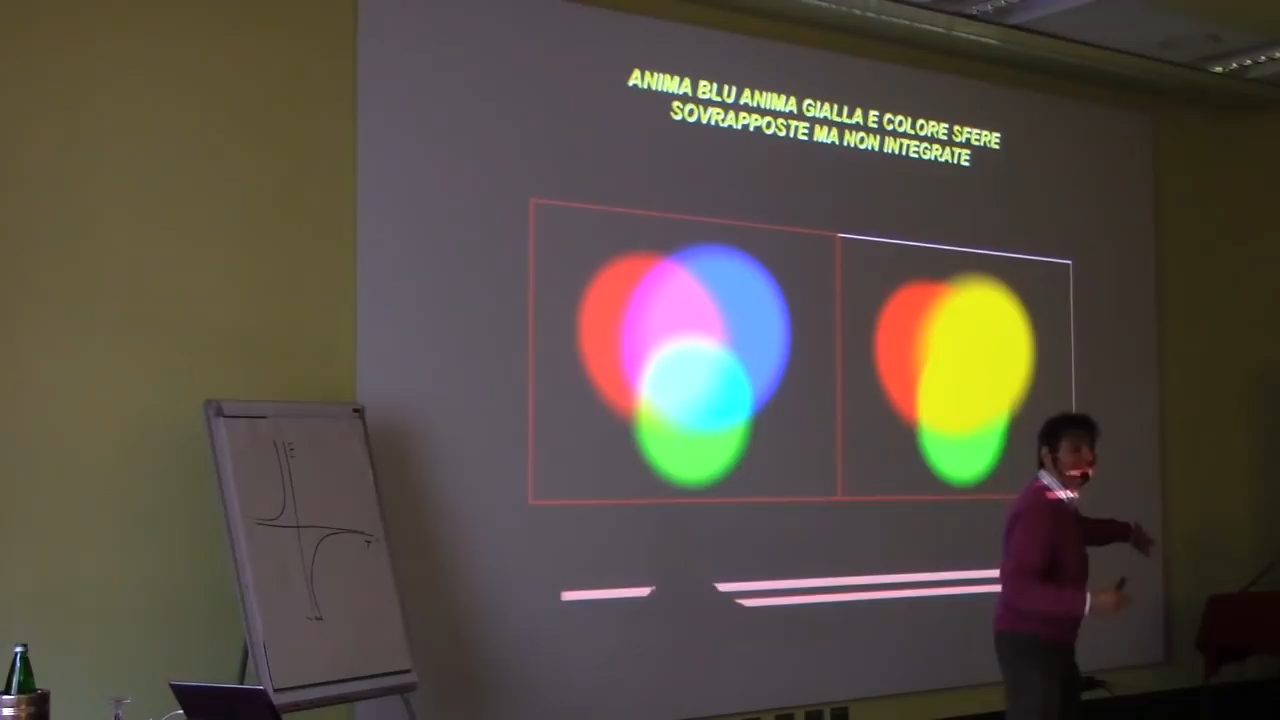 ANIMA BLU ANIMA GIALLA E COLORE SFERE
SOVRAPPOSTE MA NON INTEGRATE